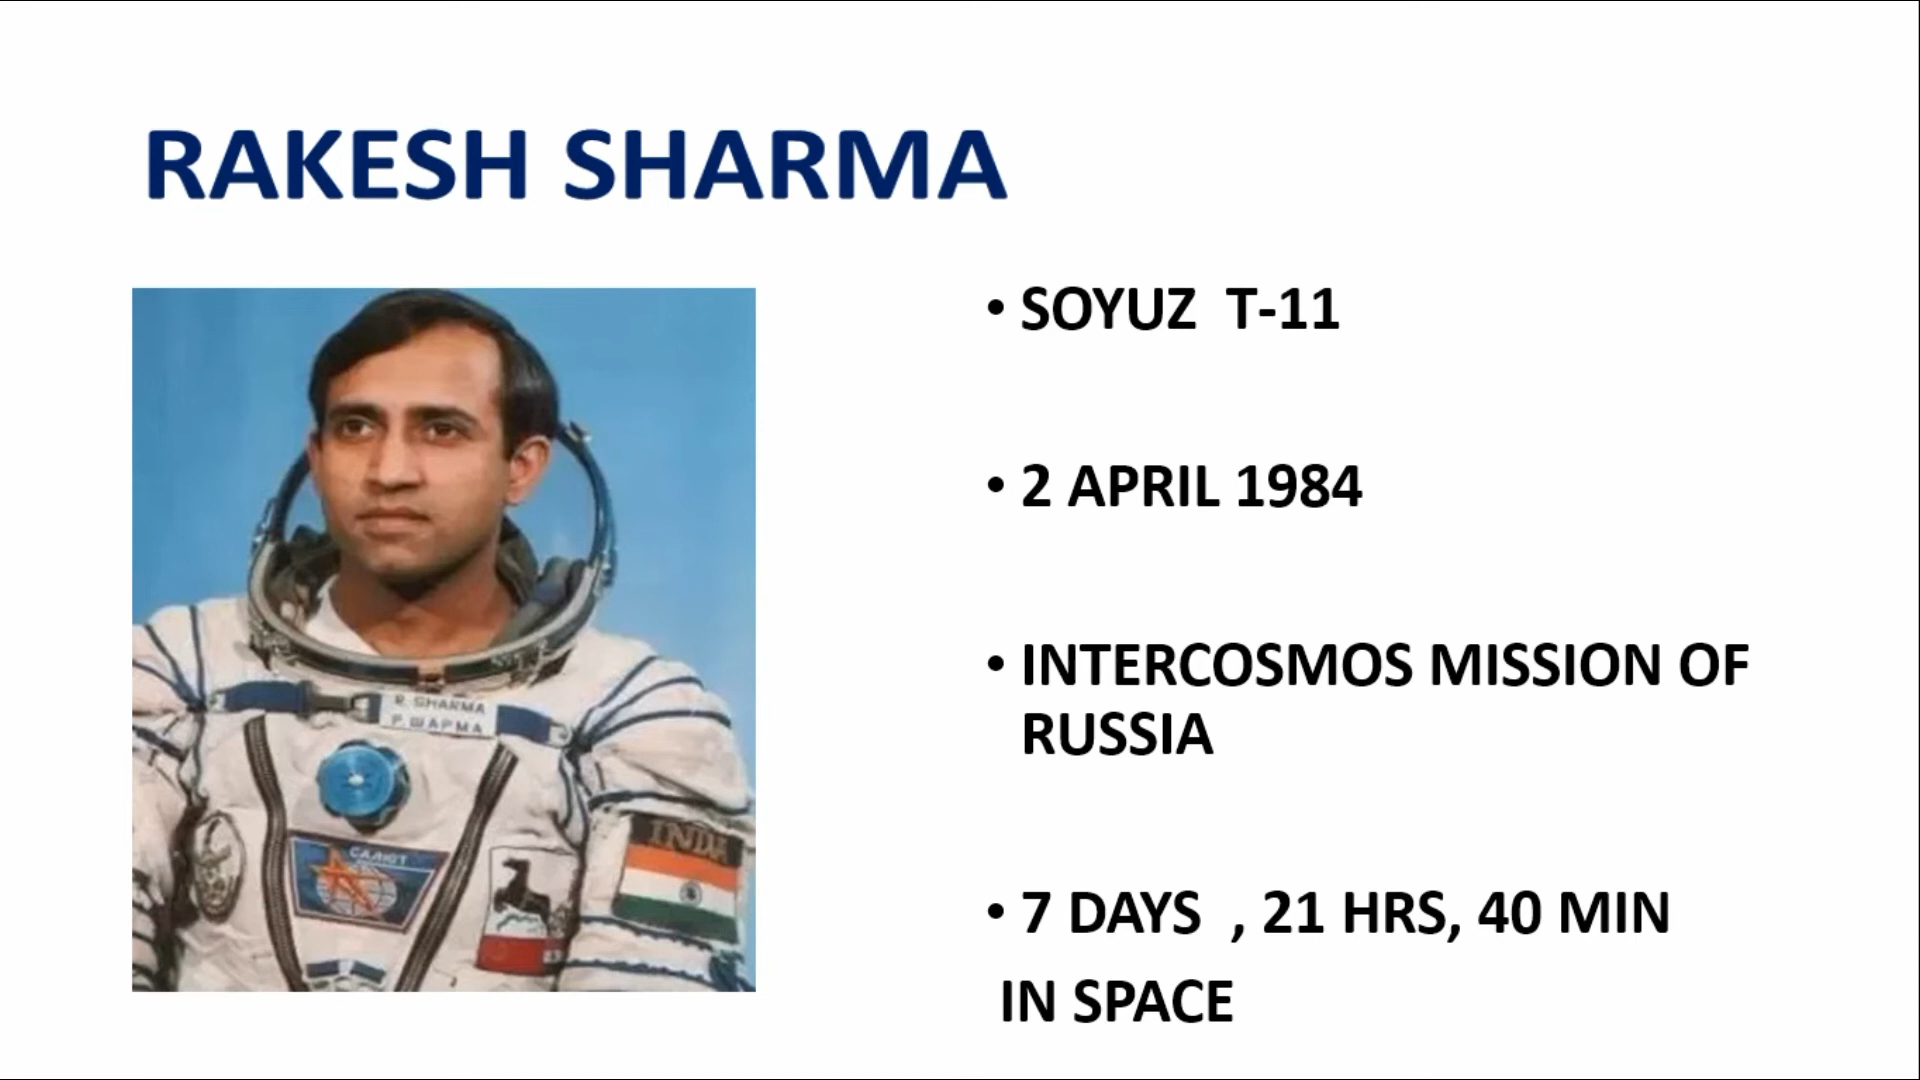 RAKESH SHARMA
• SOYUZ T-11
• 2 APRIL 1984
• INTERCOSMOS MISSION OF
RUSSIA
• 7 DAYS , 21 HRS, 40 MIN
IN SPACE
R. SHARMA
Р. ШАРМА
САЛЮТ
INDIA